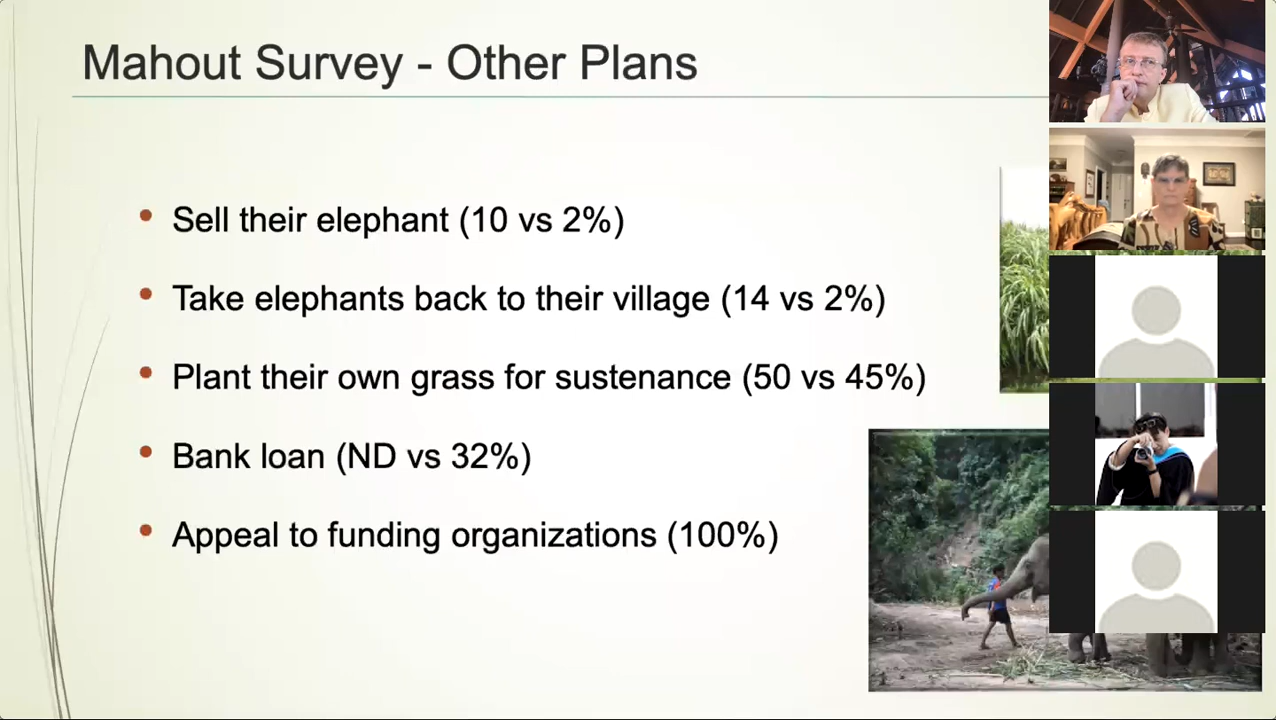 Mahout Survey - Other Plans
Sell their elephant (10 vs 2%)
Take elephants back to their village (14 vs 2%)
Plant their own grass for sustenance (50 vs 45%)
Bank loan (ND vs 32%)
Appeal to funding organizations (100%)